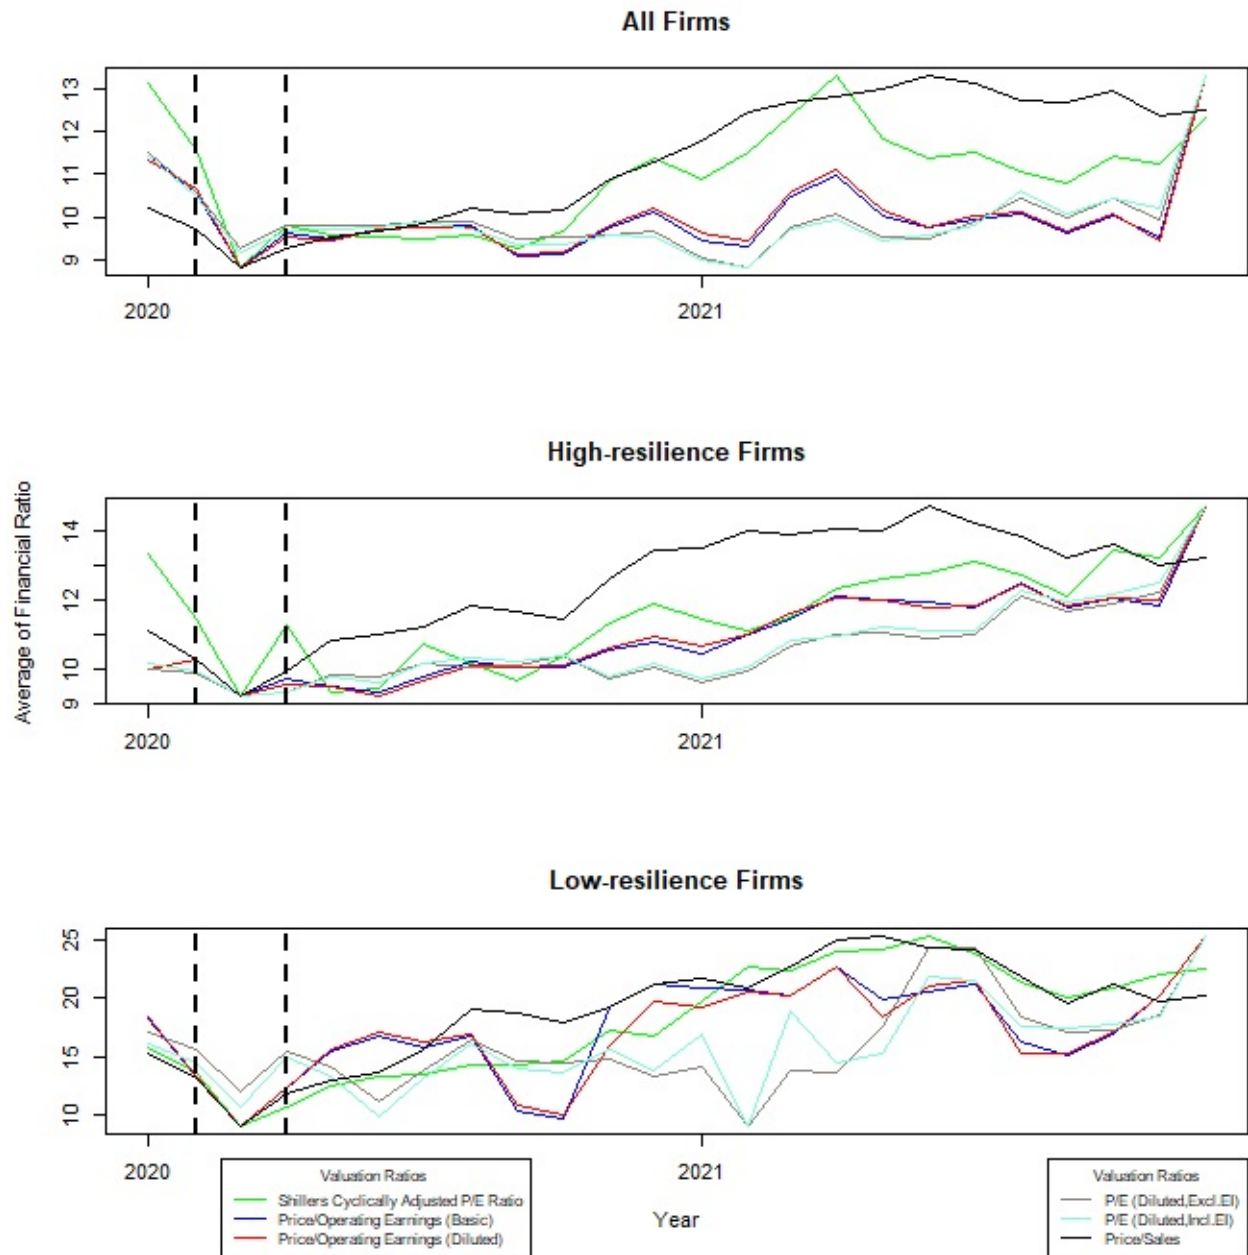 All Firms
13
12
11
10
9
2020
2021
High-resilience Firms
Average of Financial Ratio
14
12
10
9
2020
2021
Low-resilience Firms
25
20
15
10
2020
2021
Valuation Ratios
Shillers Cyclically Adjusted P/E Ratio
Price/Operating Earnings (Basic)
Price/Operating Earnings (Diluted)
Year
Valuation Ratios
P/E (Diluted,Excl.EI)
P/E (Diluted,Incl.EI)
Price/Sales